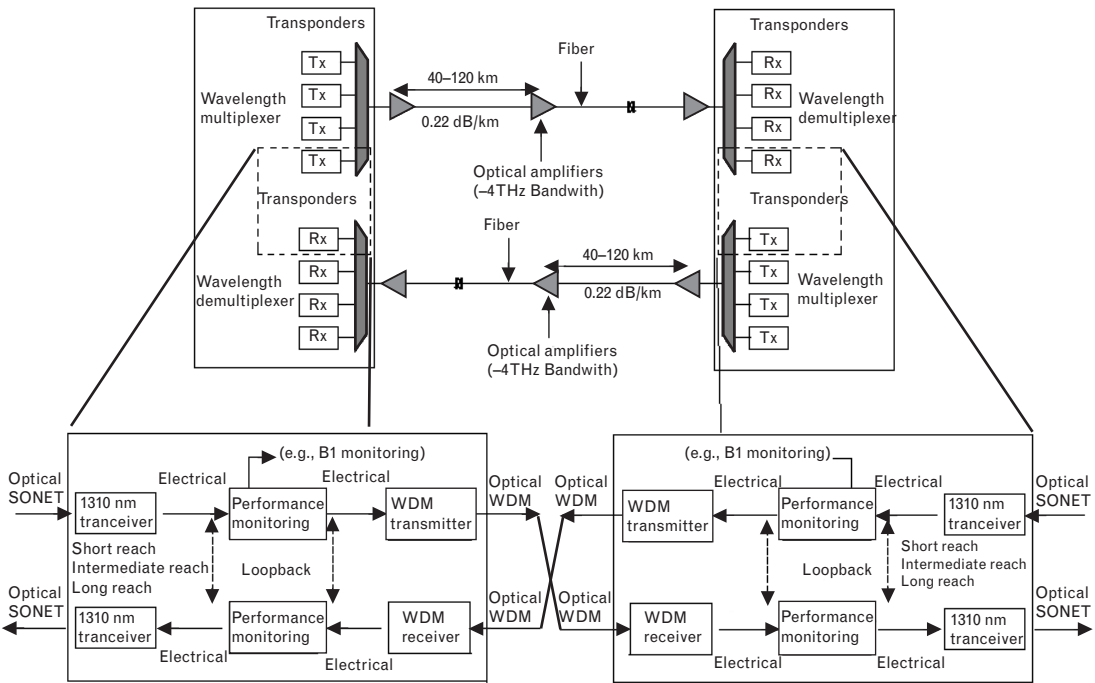 Transponders
Transponders
Tx
Tx
Tx
Tx
Wavelength
multiplexer
40–120 km
0.22 dB/km
Fiber
Optical amplifiers
(–4THz Bandwith)
Rx
Rx
Rx
Rx
Wavelength
demultiplexer
Transponders
Transponders
Rx
Rx
Rx
Rx
Wavelength
demultiplexer
Fiber
40–120 km
0.22 dB/km
Optical amplifiers
(–4THz Bandwith)
Tx
Tx
Tx
Tx
Wavelength
multiplexer
Optical
SONET
1310 nm
tranceiver
Electrical
(e.g., B1 monitoring)
Performance
monitoring
Electrical
WDM
transmitter
Optical
WDM
Short reach
Intermediate reach
Long reach
Loopback
Optical
SONET
1310 nm
tranceiver
Electrical
Performance
monitoring
Electrical
WDM
receiver
Optical
WDM
Optical
WDM
WDM
transmitter
Electrical
(e.g., B1 monitoring)
Performance
monitoring
Electrical
1310 nm
tranceiver
Optical
SONET
Loopback
Short reach
Intermediate reach
Long reach
Optical
WDM
WDM
receiver
Electrical
Performance
monitoring
Electrical
1310 nm
tranceiver
Optical
SONET